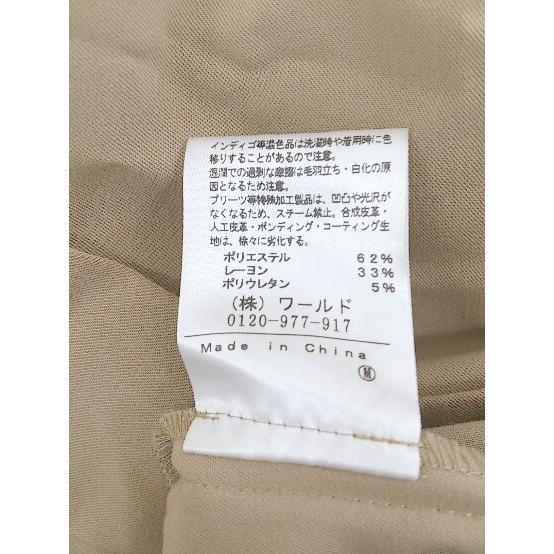 インディゴ等濃色品は洗濯時や着用時に色
移りすることがあるので注意。
湿潤での過剰な摩擦は毛羽立ち・白化の原
因となるため注意。
プリーツ等特殊加工製品は、凹凸や光沢が
なくなるため、スチーム禁止。合成皮革・
人工皮革・ボンディング・コーティング生
地は、徐々に劣化する。
ポリエステル 62%
レーヨン 33%
ポリウレタン 5%
(株) ワールド
0120-977-917
Made in China
M